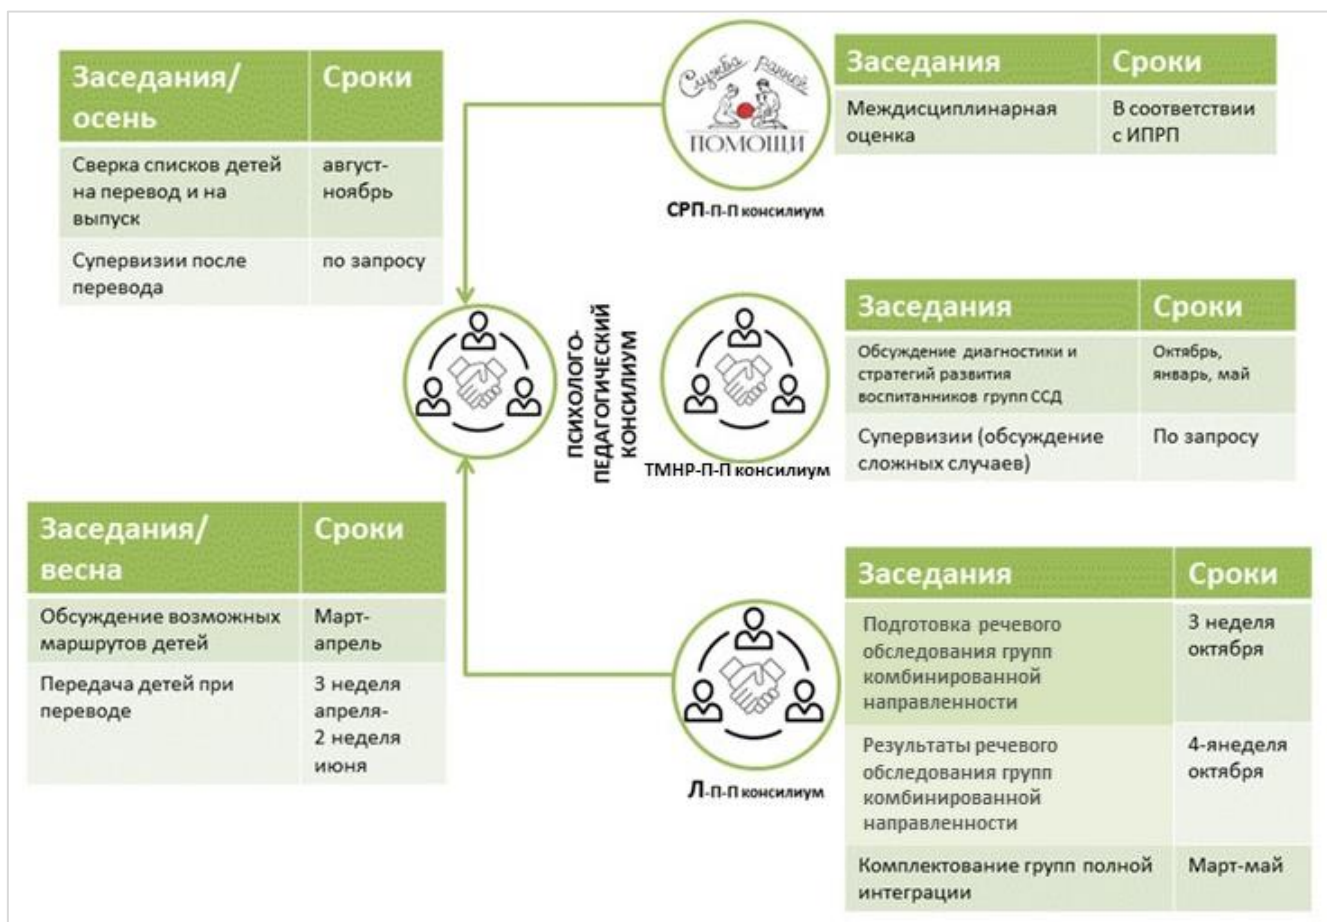 Заседания/ осень
Сроки
Сверка списков детей
на перевод и на
выпуск
август-
ноябрь
Супервизии после
перевода
по запросу
Служба ранней
ПОМОЩИ
СРП-П-П консилиум
Заседания
Сроки
Междисциплинарная
оценка
В соответствии
с ИПРП
ПСИХОЛОГО-
ПЕДАГОГИЧЕСКИЙ
КОНСИЛИУМ
ТМНР-П-П консилиум
Заседания
Сроки
Обсуждение диагностики и
стратегий развития
воспитанников групп ССД
Октябрь,
январь, май
Супервизии (обсуждение
сложных случаев)
По запросу
Заседания/
весна
Сроки
Обсуждение возможных
маршрутов детей
Март-
апрель
Передача детей при
переводе
3 неделя
апреля-
2 неделя
июня
Л-П-П консилиум
Заседания
Сроки
Подготовка речевого
обследования групп
комбинированной
направленности
3 неделя
октября
Результаты речевого
обследования групп
комбинированной
направленности
4-янеделя
октября
Комплектование групп полной
интеграции
Март-май